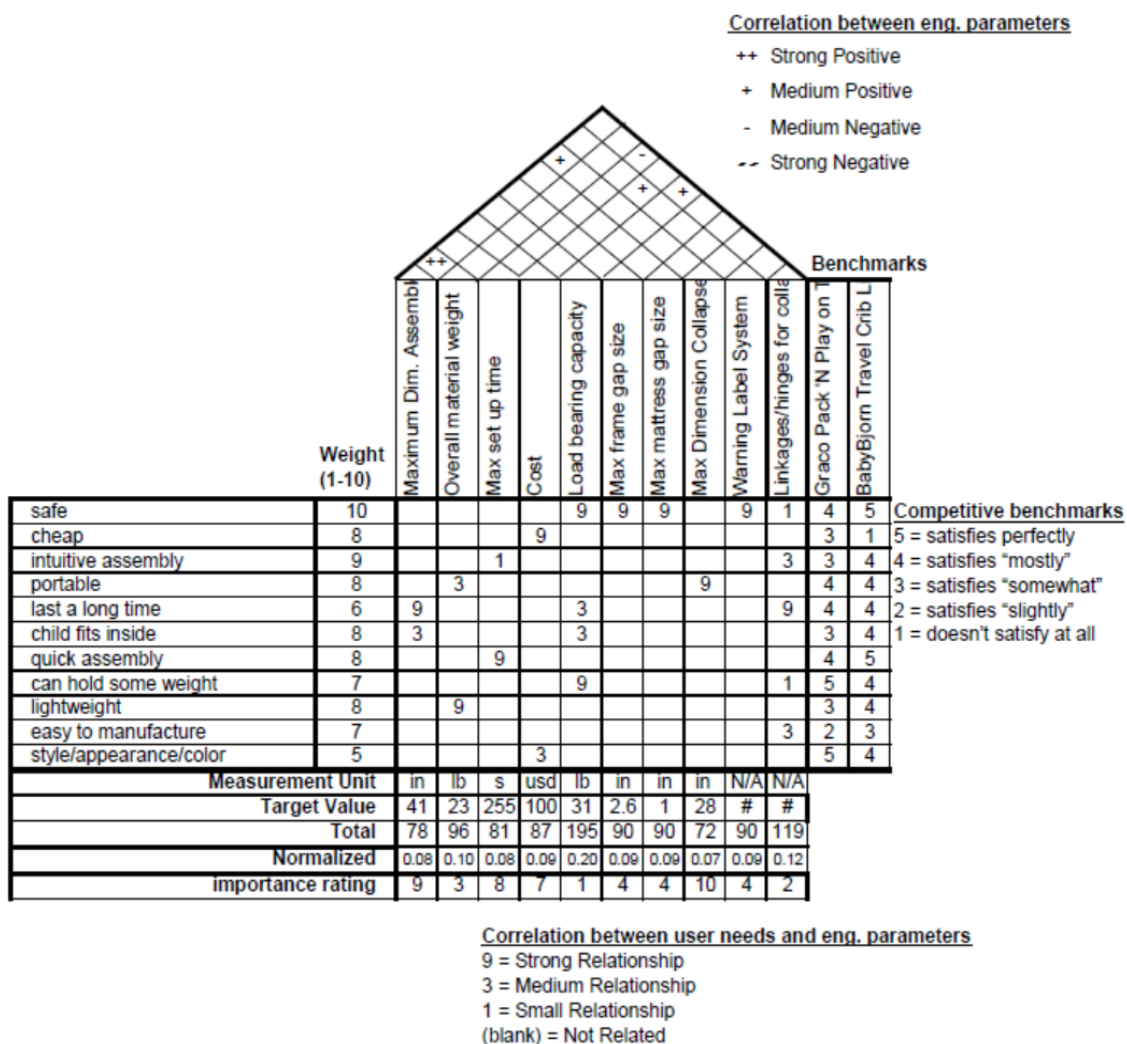 Correlation between eng. parameters
++ Strong Positive
+ Medium Positive
- Medium Negative
-- Strong Negative
-
+
+ +
++
Benchmarks
Maximum Dim. Assembl
Overall material weight
Max set up time
Cost
Load bearing capacity
Max frame gap size
Max mattress gap size
Max Dimension Collapse
Warning Label System
Linkages/hinges for colla
Graco Pack 'N Play on T
BabyBjorn Travel Crib Li
Weight
(1-10)
safe 10 9 9 9 9 1 4 5 Competitive benchmarks
cheap 8 9 3 1 5 = satisfies perfectly
intuitive assembly 9 1 3 3 4 4 = satisfies “mostly”
portable 8 3 9 4 4 3 = satisfies “somewhat”
last a long time 6 9 3 9 4 4 2 = satisfies “slightly”
child fits inside 8 3 3 3 4 1 = doesn't satisfy at all
quick assembly 8 9 4 5
can hold some weight 7 9 1 5 4
lightweight 8 9 3 4
easy to manufacture 7 3 2 3
style/appearance/color 5 3 5 4
Measurement Unit in lb s usd lb in in in N/A N/A
Target Value 41 23 255 100 31 2.6 1 28 # #
Total 78 96 81 87 195 90 90 72 90 119
Normalized 0.08 0.10 0.08 0.09 0.20 0.09 0.09 0.07 0.09 0.12
importance rating 9 3 8 7 1 4 4 10 4 2
Correlation between user needs and eng. parameters
9 = Strong Relationship
3 = Medium Relationship
1 = Small Relationship
(blank) = Not Related